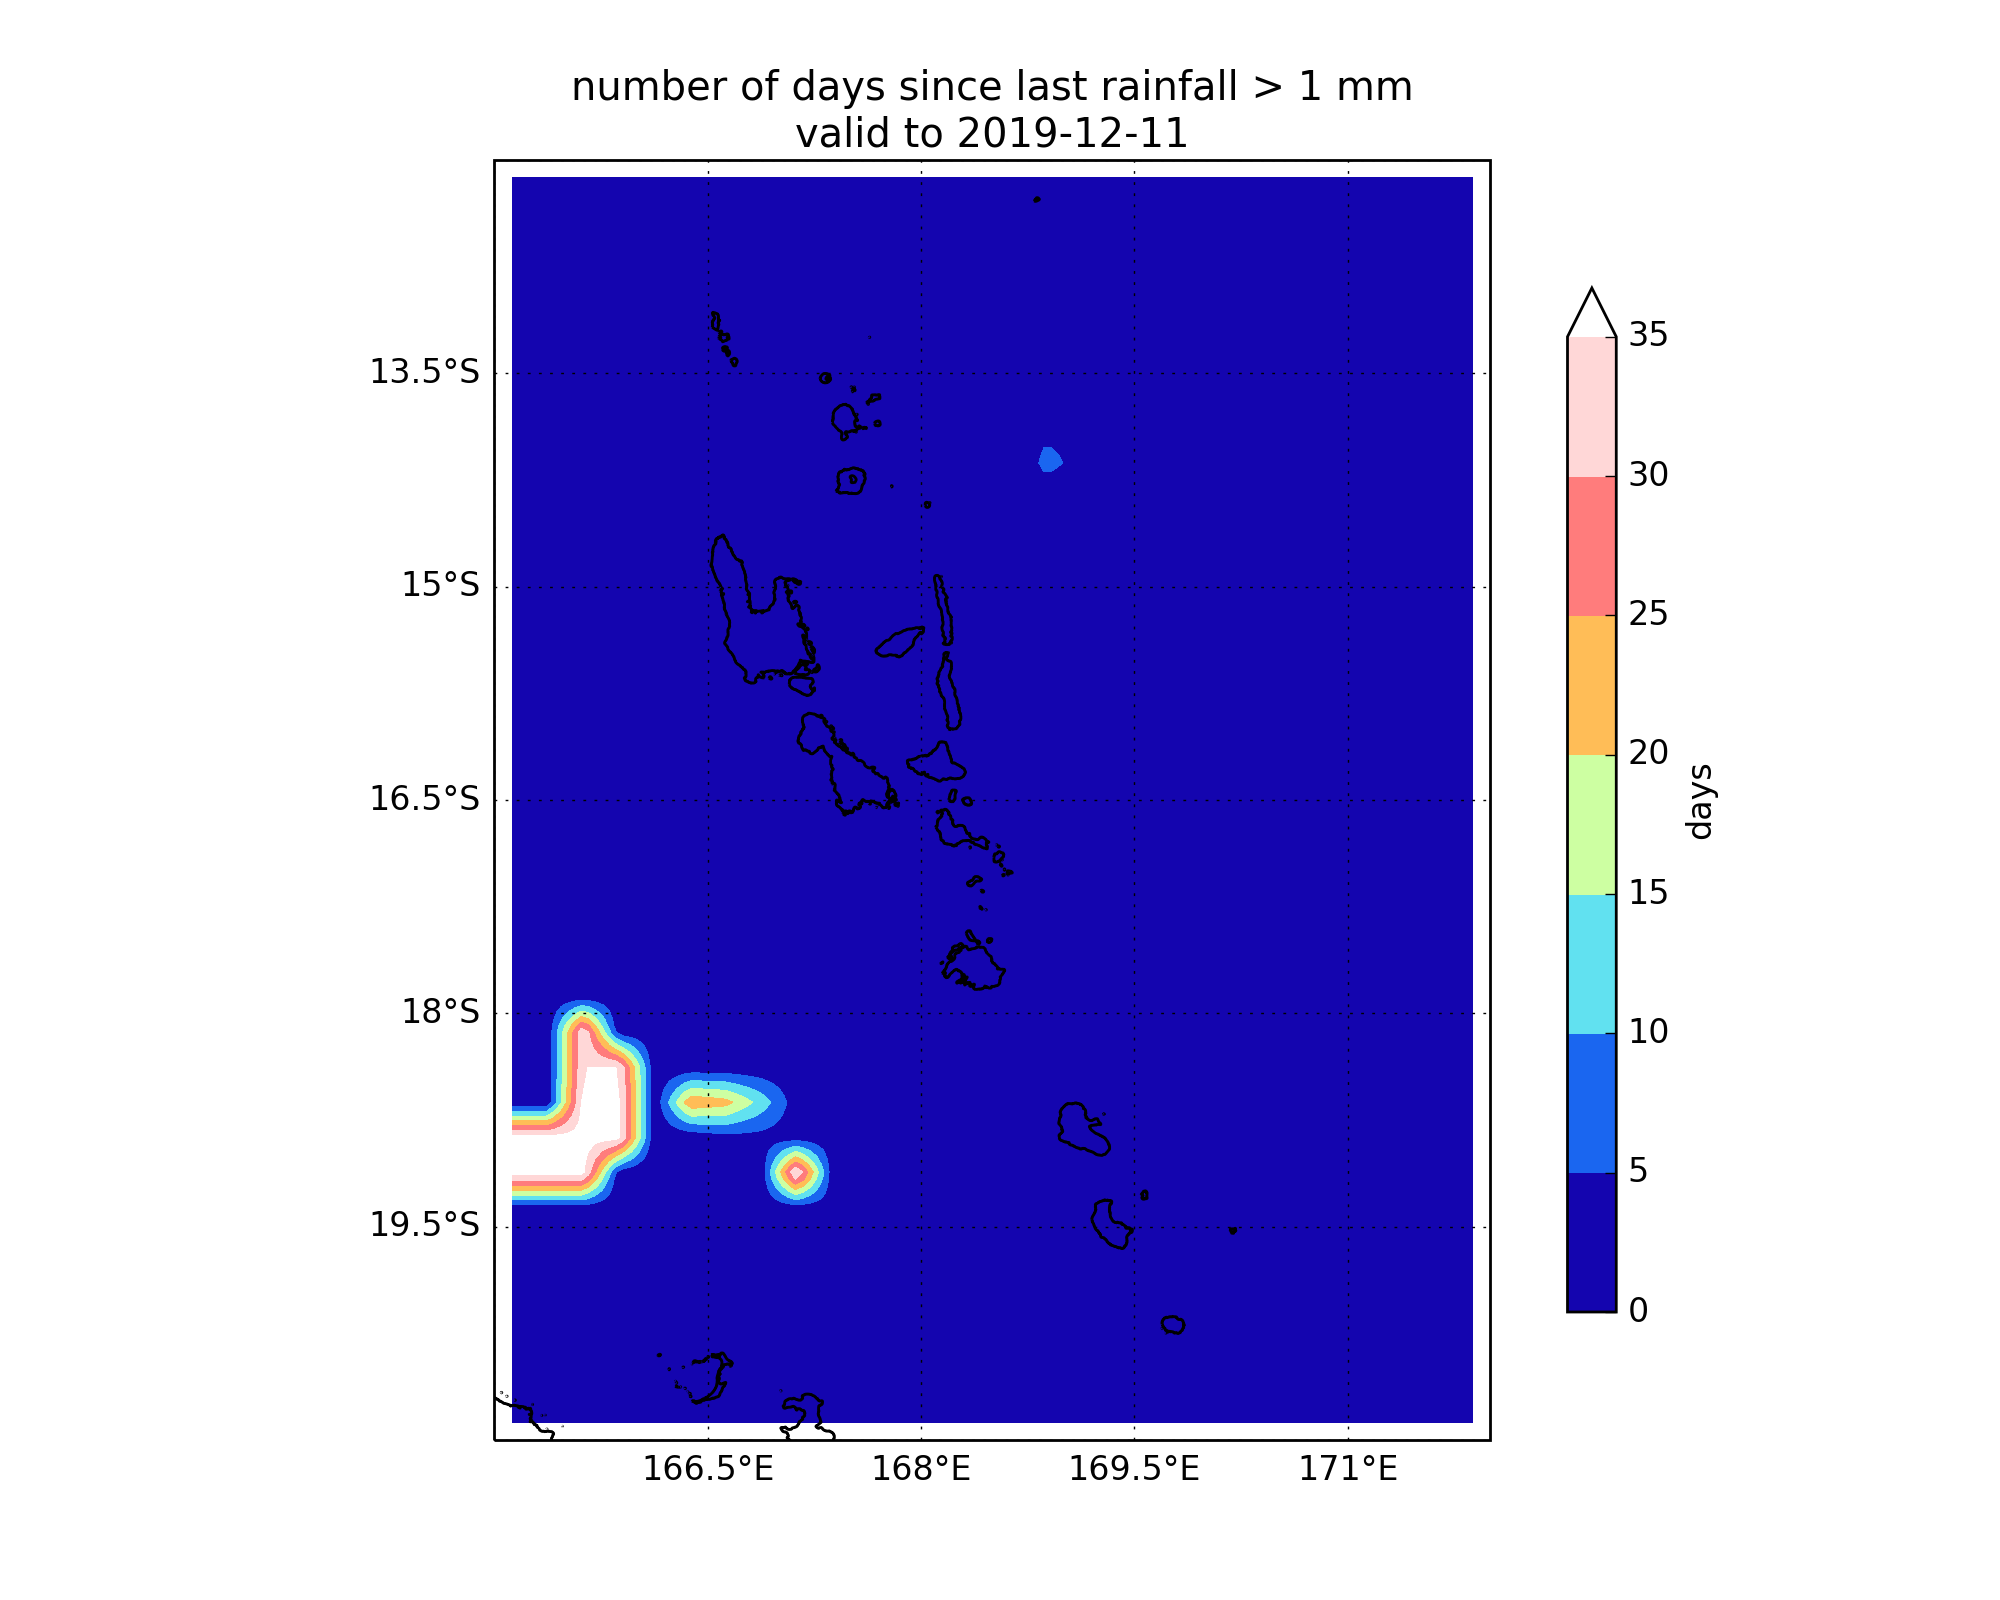 number of days since last rainfall > 1 mm
valid to 2019-12-11
13.5°S
15°S
16.5°S
18°S
19.5°S
166.5°E
168°E
169.5°E
171°E
35
30
25
20
15
10
5
0
days